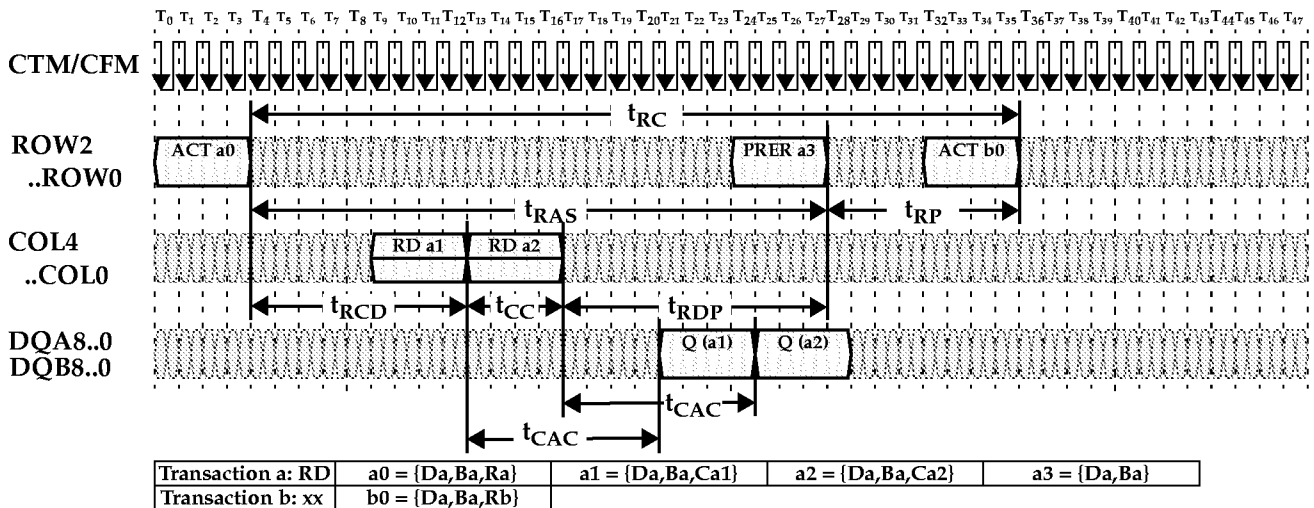 T0 T1 T2 T3 T4 T5 T6 T7 T8 T9 T10 T11 T12 T13 T14 T15 T16 T17 T18 T19 T20 T21 T22 T23 T24 T25 T26 T27 T28 T29 T30 T31 T32 T33 T34 T35 T36 T37 T38 T39 T40 T41 T42 T43 T44 T45 T46 T47
CTM/CFM
tRC
ROW2 ACT a0 PRER a3 ACT b0
..ROW0
tRAS tRP
COL4 RD a1 RD a2
..COL0
tRCD tCC tRDP
DQA8..0 Q (a1) Q (a2)
DQB8..0
tCAC
tCAC
Transaction a: RD a0 = {Da,Ba,Ra} a1 = {Da,Ba,Ca1} a2 = {Da,Ba,Ca2} a3 = {Da,Ba}
Transaction b: xx b0 = {Da,Ba,Rb}